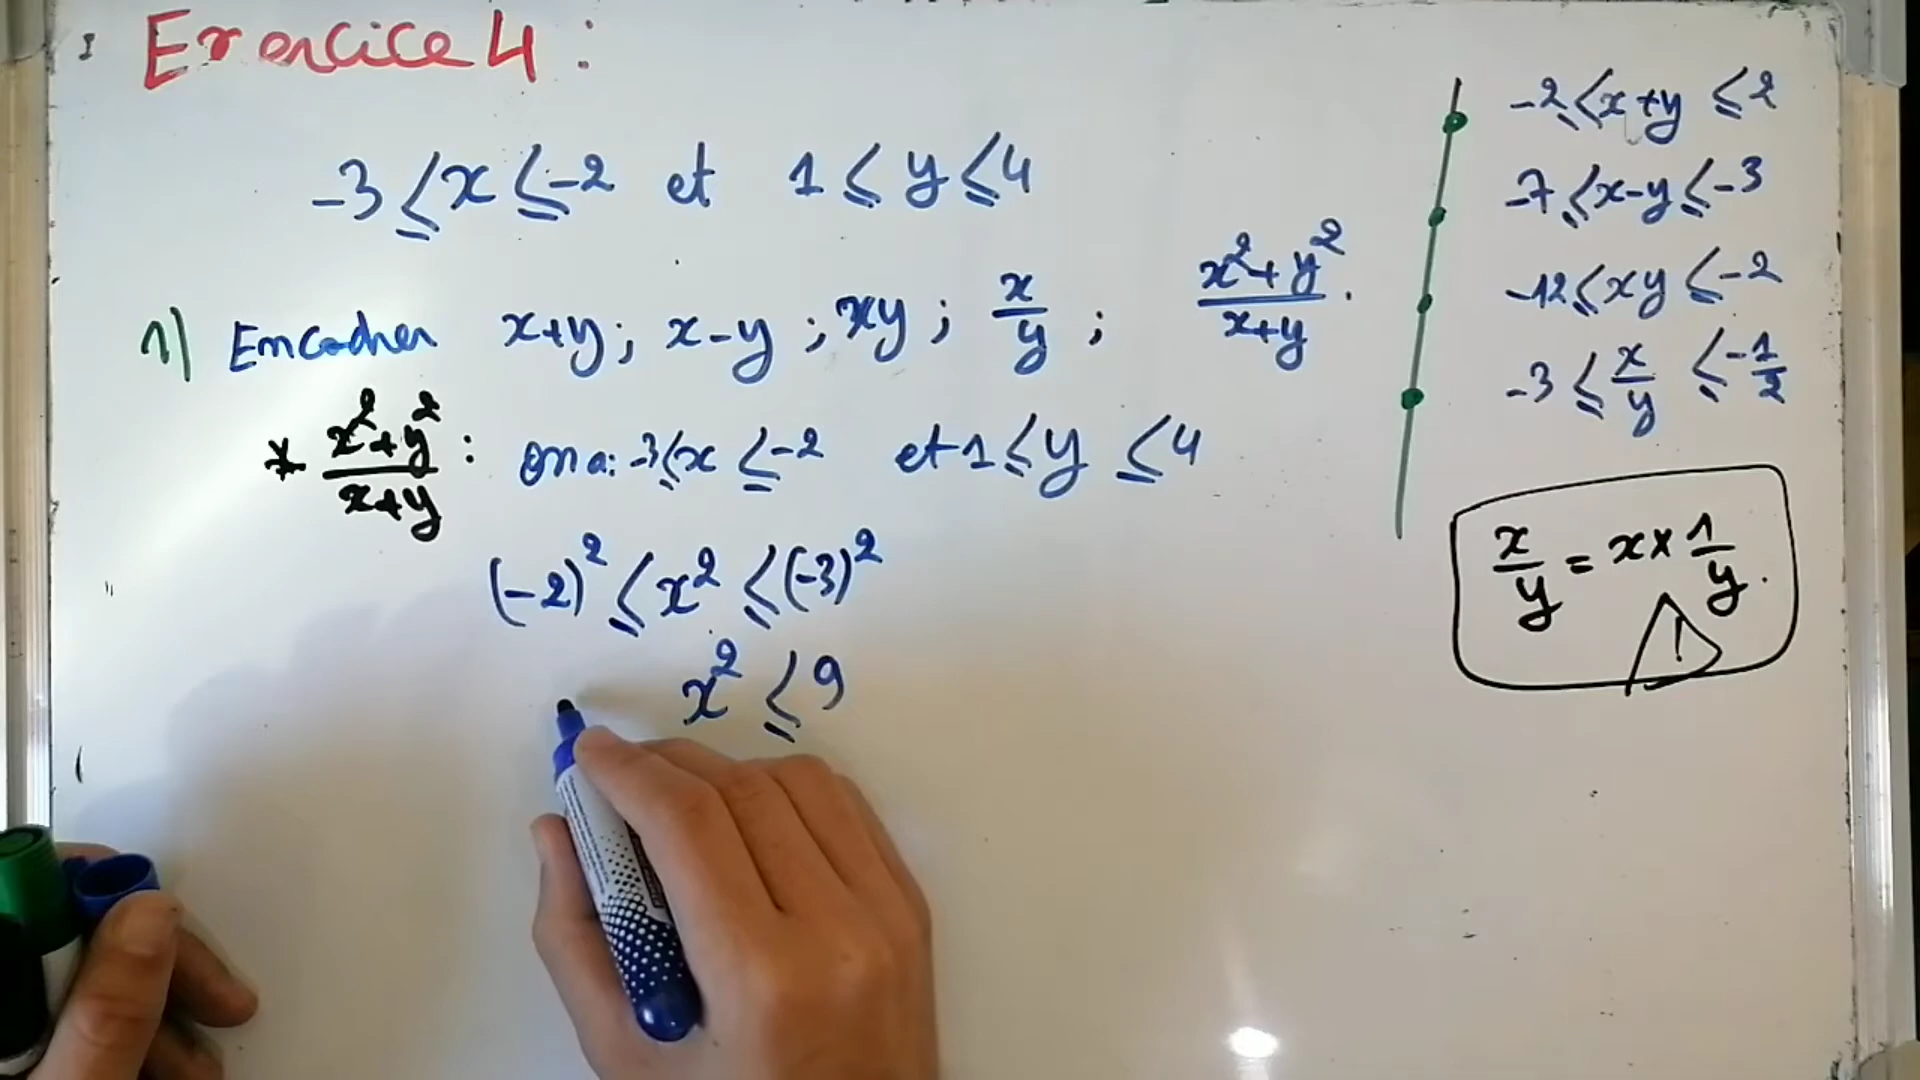 Exercice 4 :
-3 ≤ x ≤ -2 et 1 ≤ y ≤ 4
1) Encadrer x+y ; x-y ; xy ; x/y ; (x²+y²)/(x+y).
* (x²+y²)/(x+y) : on a : -3 ≤ x ≤ -2 et 1 ≤ y ≤ 4
(-2)² ≤ x² ≤ (-3)²
x² ≤ 9
-2 ≤ x+y ≤ 2
-7 ≤ x-y ≤ -3
-12 ≤ xy ≤ -2
-3 ≤ x/y ≤ -1/2
x/y = x × 1/y.
!